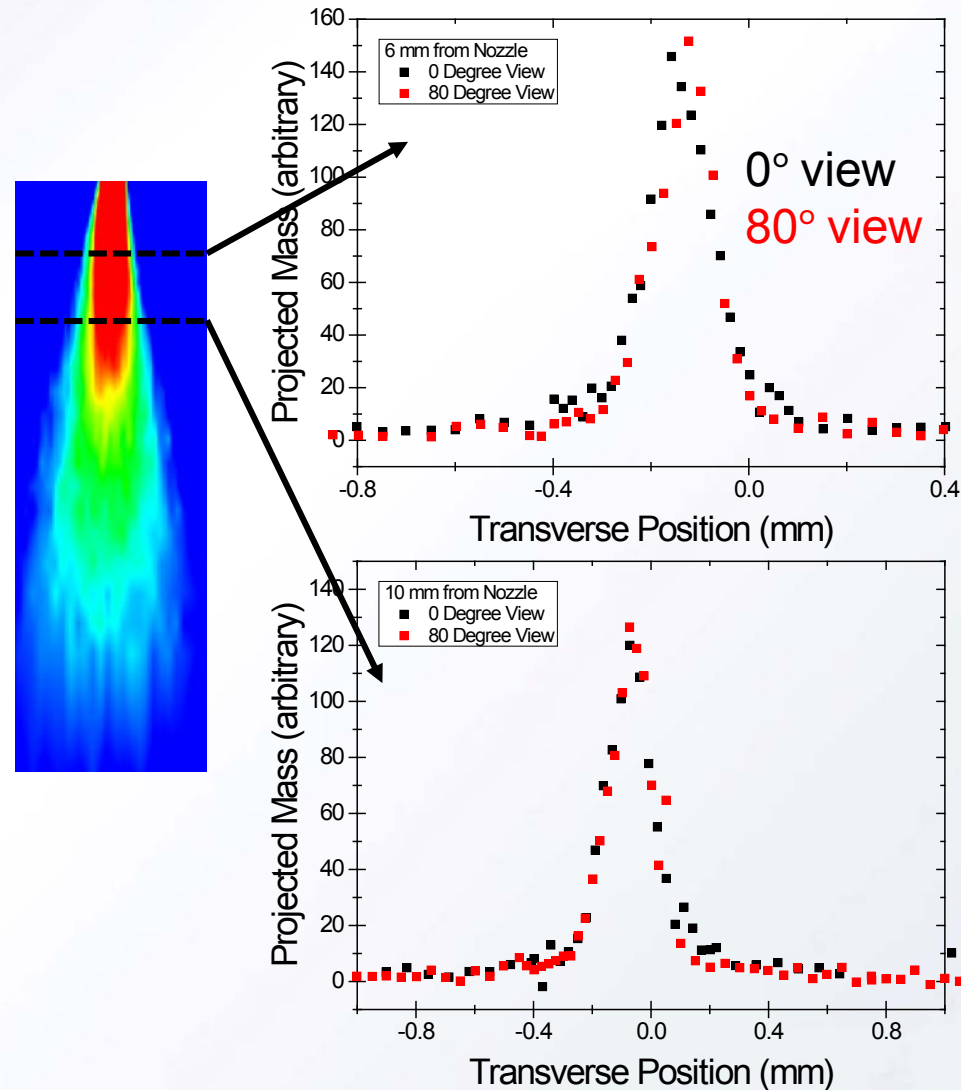 160
140
120
100
80
60
40
20
0
Projected Mass (arbitrary)
6 mm from Nozzle
0 Degree View
80 Degree View
0° view
80° view
-0.8
-0.4
0.0
0.4
Transverse Position (mm)
140
120
100
80
60
40
20
0
Projected Mass (arbitrary)
10 mm from Nozzle
0 Degree View
80 Degree View
-0.8
-0.4
0.0
0.4
0.8
Transverse Position (mm)